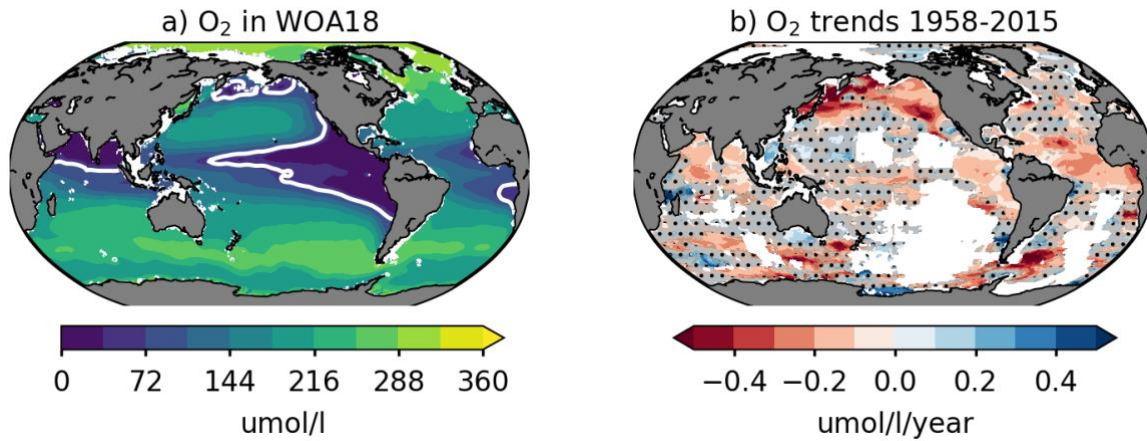 a) O₂ in WOA18
0 72 144 216 288 360
umol/l
b) O₂ trends 1958-2015
−0.4 −0.2 0.0 0.2 0.4
umol/l/year